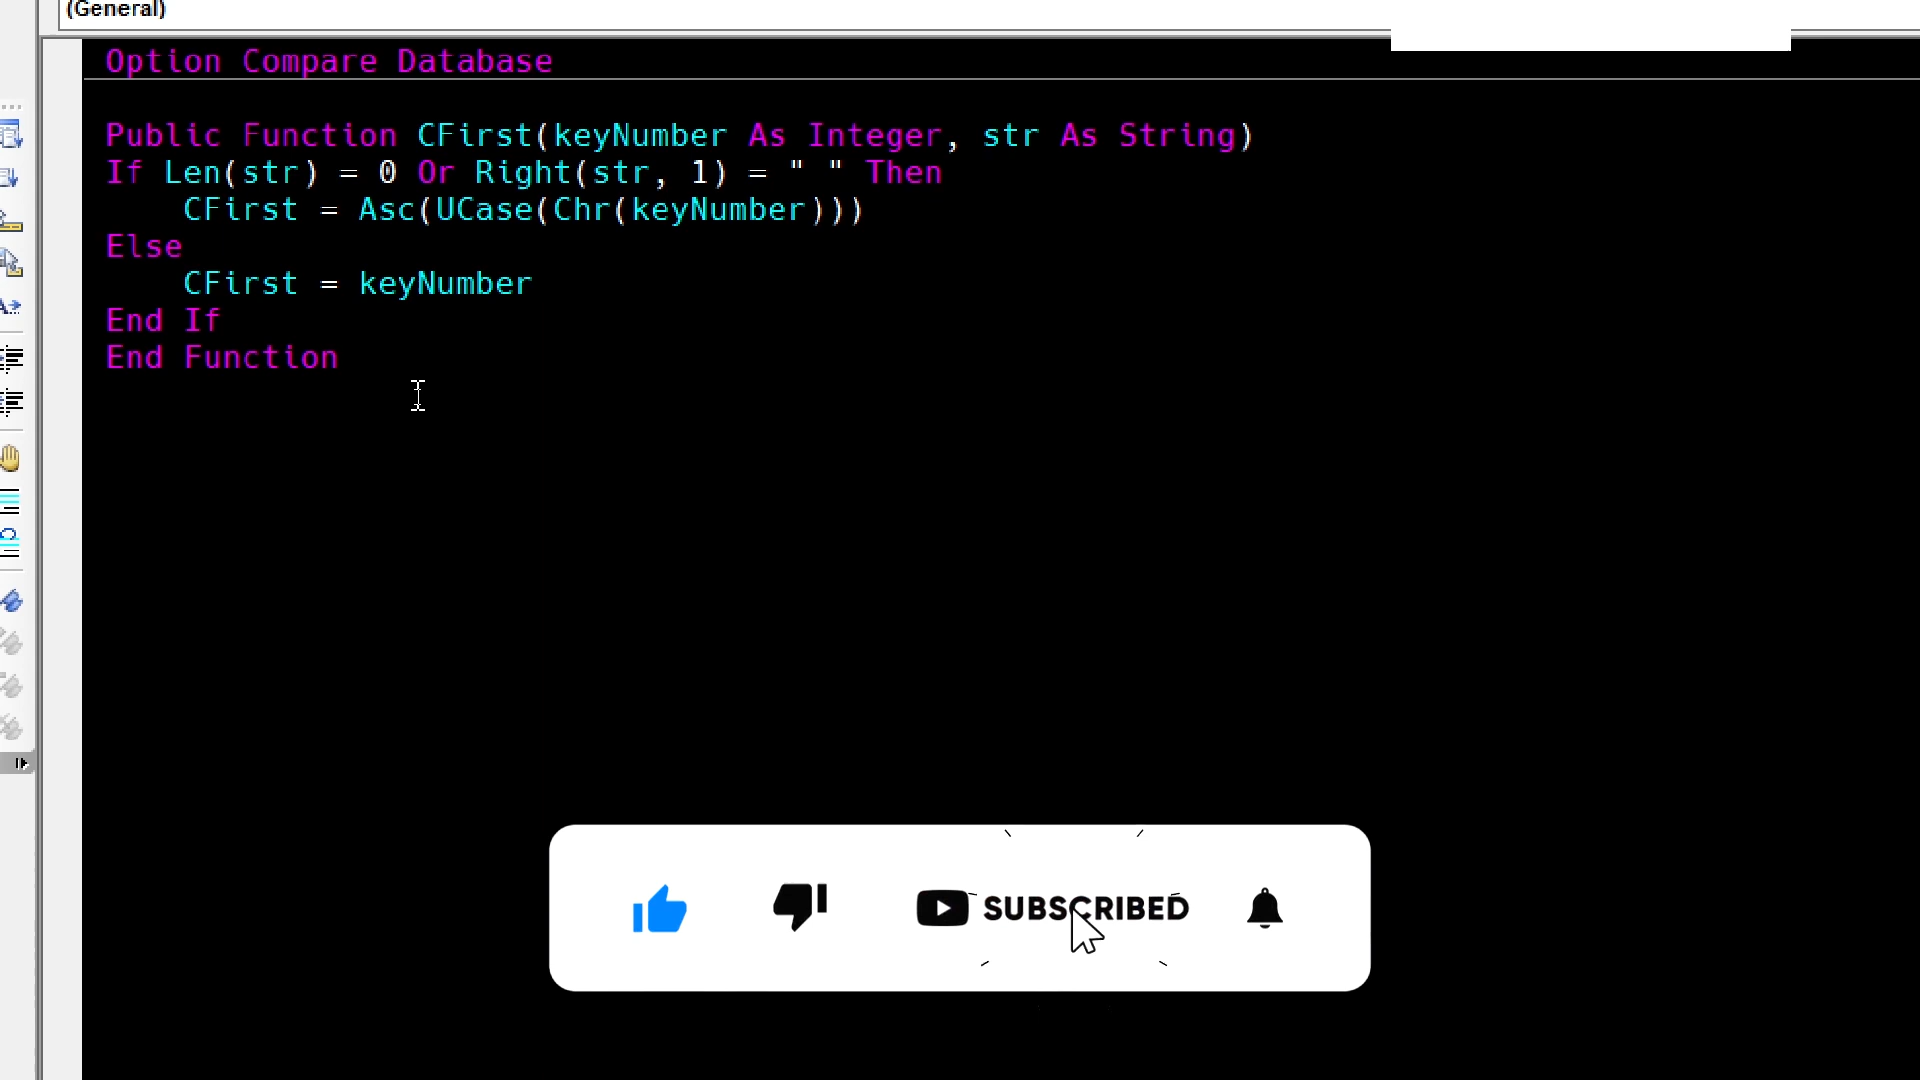 (General)
Option Compare Database
Public Function CFirst(keyNumber As Integer, str As String)
If Len(str) = 0 Or Right(str, 1) = " " Then
    CFirst = Asc(UCase(Chr(keyNumber)))
Else
    CFirst = keyNumber
End If
End Function
SUBSCRIBED